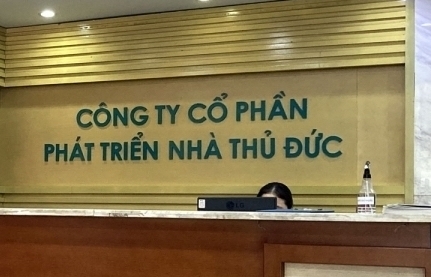 CÔNG TY CỔ PHẦN
PHÁT TRIỂN NHÀ THỦ ĐỨC